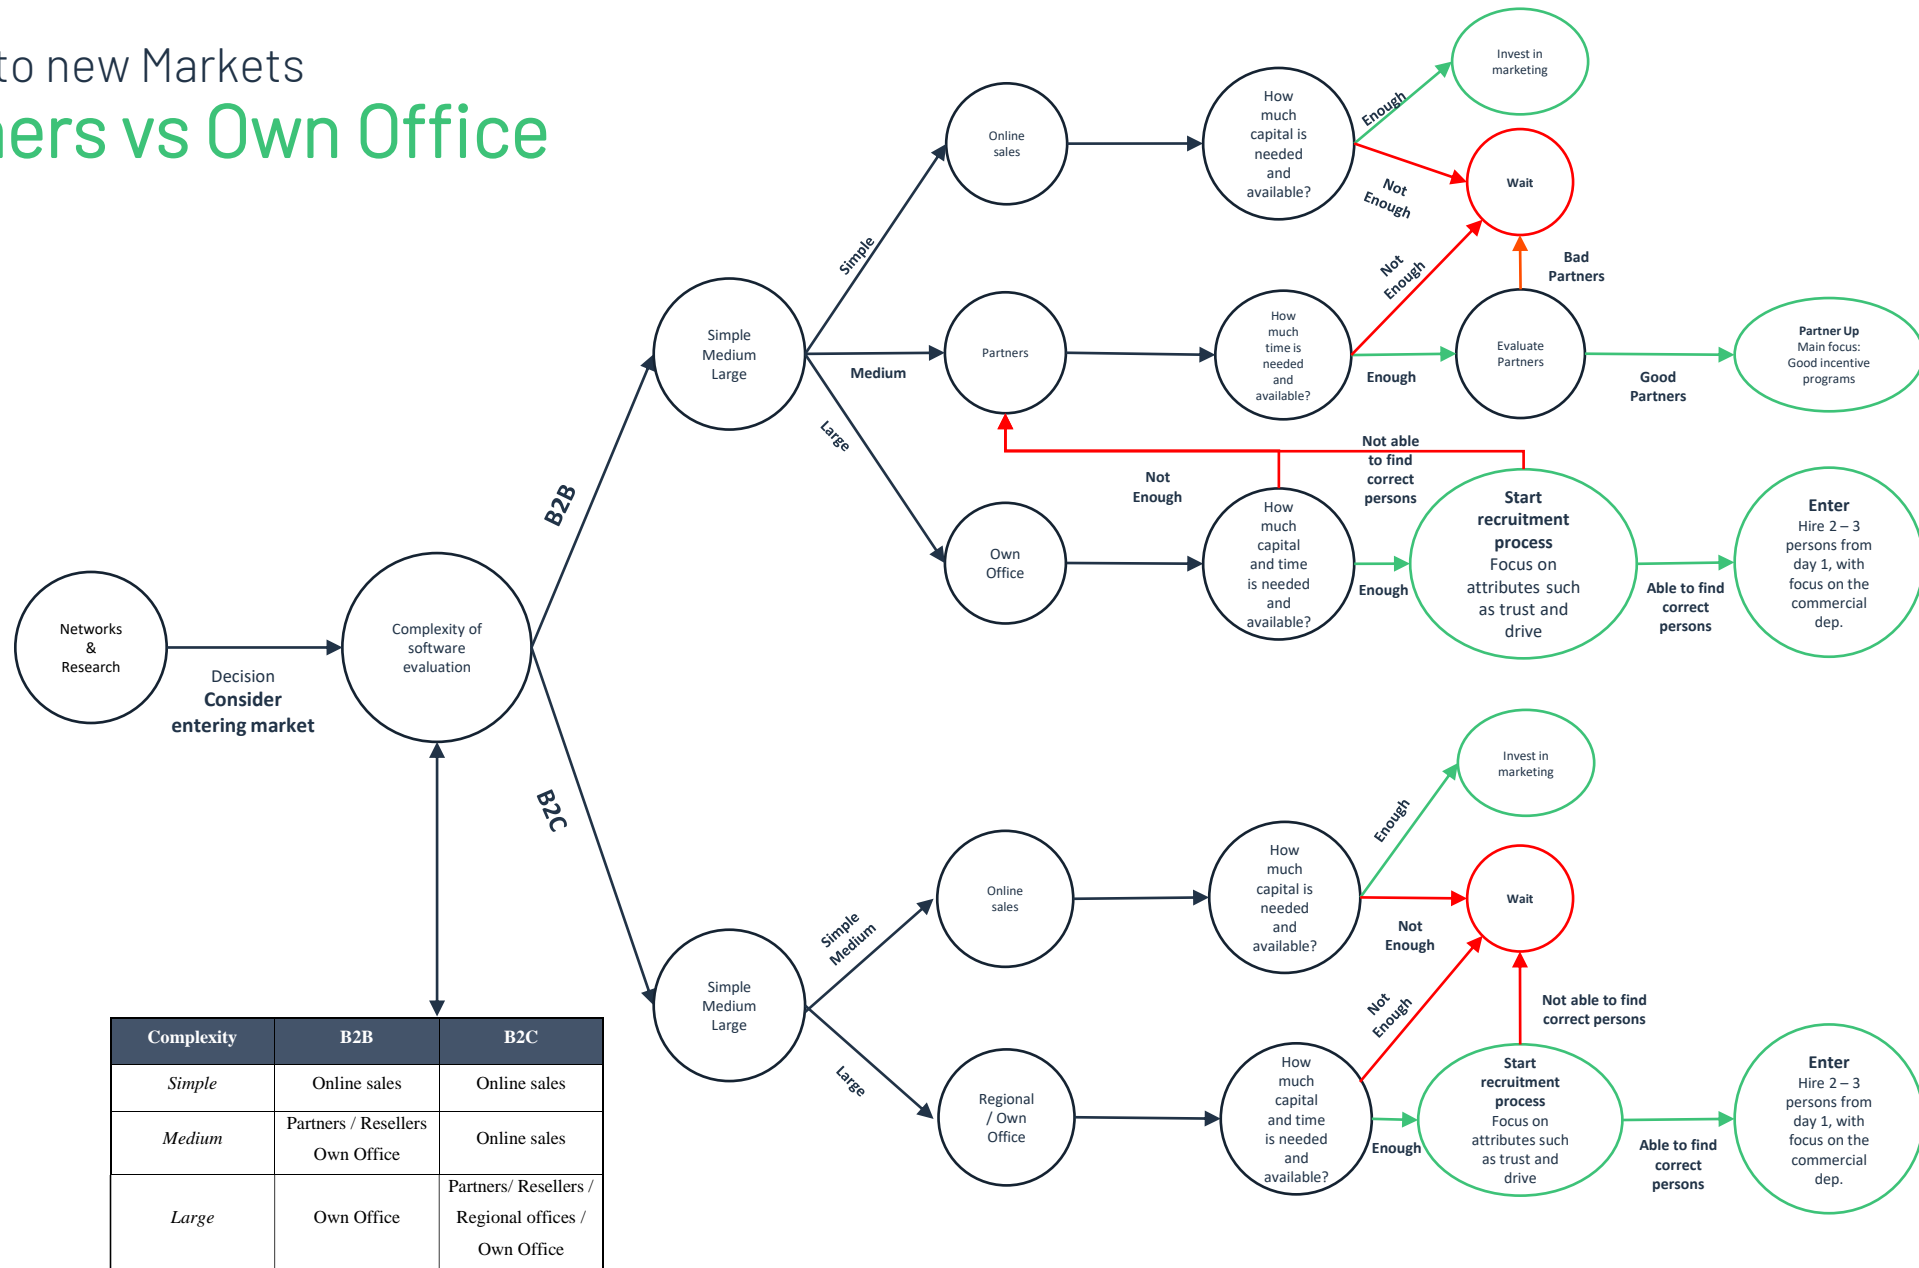 to new Markets
ners vs Own Office
Networks
&
Research
Decision
Consider
entering market
Complexity of
software
evaluation
B2B
B2C
Simple
Medium
Large
Simple
Medium
Large
Online
sales
How
much
capital is
needed
and
available?
Enough
Not
Enough
Invest in
marketing
Wait
Partners
How
much
time is
needed
and
available?
Not
Enough
Enough
Evaluate
Partners
Bad
Partners
Good
Partners
Partner Up
Main focus:
Good incentive
programs
Own
Office
Not
Enough
How
much
capital
and time
is needed
and
available?
Enough
Not able
to find
correct
persons
Start
recruitment
process
Focus on
attributes such
as trust and
drive
Able to find
correct
persons
Enter
Hire 2 – 3
persons from
day 1, with
focus on the
commercial
dep.
Simple
Medium
Large
Simple
Medium
Large
Online
sales
How
much
capital is
needed
and
available?
Enough
Not
Enough
Invest in
marketing
Wait
Regional
/ Own
Office
How
much
capital
and time
is needed
and
available?
Not
Enough
Enough
Not able to find
correct persons
Start
recruitment
process
Focus on
attributes such
as trust and
drive
Able to find
correct
persons
Enter
Hire 2 – 3
persons from
day 1, with
focus on the
commercial
dep.
Complexity B2B B2C
Simple Online sales Online sales
Medium Partners / Resellers Own Office Online sales
Large Own Office Partners/ Resellers / Regional offices / Own Office